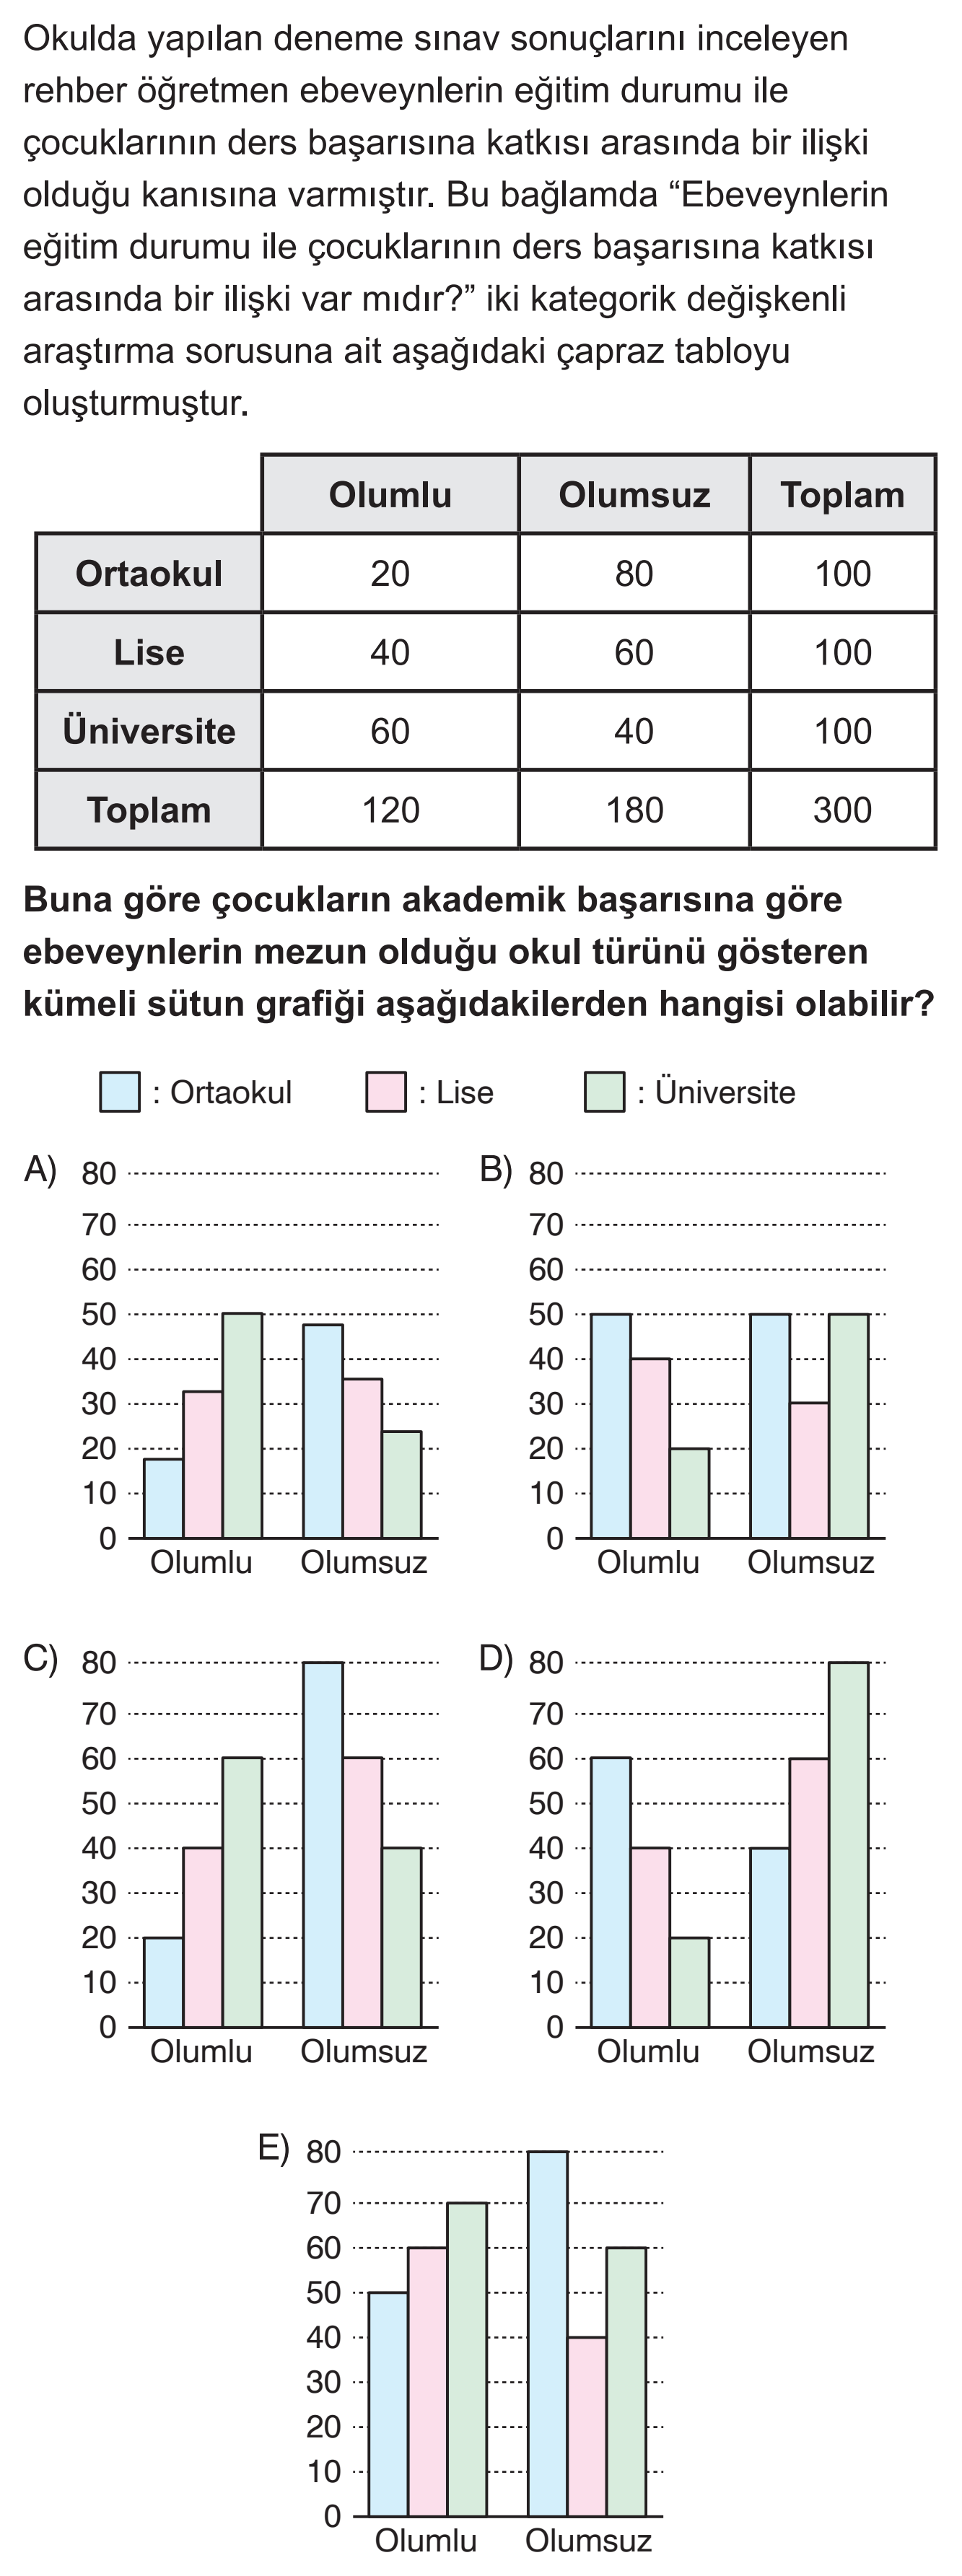 Okulda yapılan deneme sınav sonuçlarını inceleyen
rehber öğretmen ebeveynlerin eğitim durumu ile
çocuklarının ders başarısına katkısı arasında bir ilişki
olduğu kanısına varmıştır. Bu bağlamda “Ebeveynlerin
eğitim durumu ile çocuklarının ders başarısına katkısı
arasında bir ilişki var mıdır?” iki kategorik değişkenli
araştırma sorusuna ait aşağıdaki çapraz tabloyu
oluşturmuştur.
Olumlu Olumsuz Toplam
Ortaokul 20 80 100
Lise 40 60 100
Üniversite 60 40 100
Toplam 120 180 300
Buna göre çocukların akademik başarısına göre
ebeveynlerin mezun olduğu okul türünü gösteren
kümeli sütun grafiği aşağıdakilerden hangisi olabilir?
: Ortaokul : Lise : Üniversite
A)
80
70
60
50
40
30
20
10
0
Olumlu Olumsuz
B)
80
70
60
50
40
30
20
10
0
Olumlu Olumsuz
C)
80
70
60
50
40
30
20
10
0
Olumlu Olumsuz
D)
80
70
60
50
40
30
20
10
0
Olumlu Olumsuz
E)
80
70
60
50
40
30
20
10
0
Olumlu Olumsuz